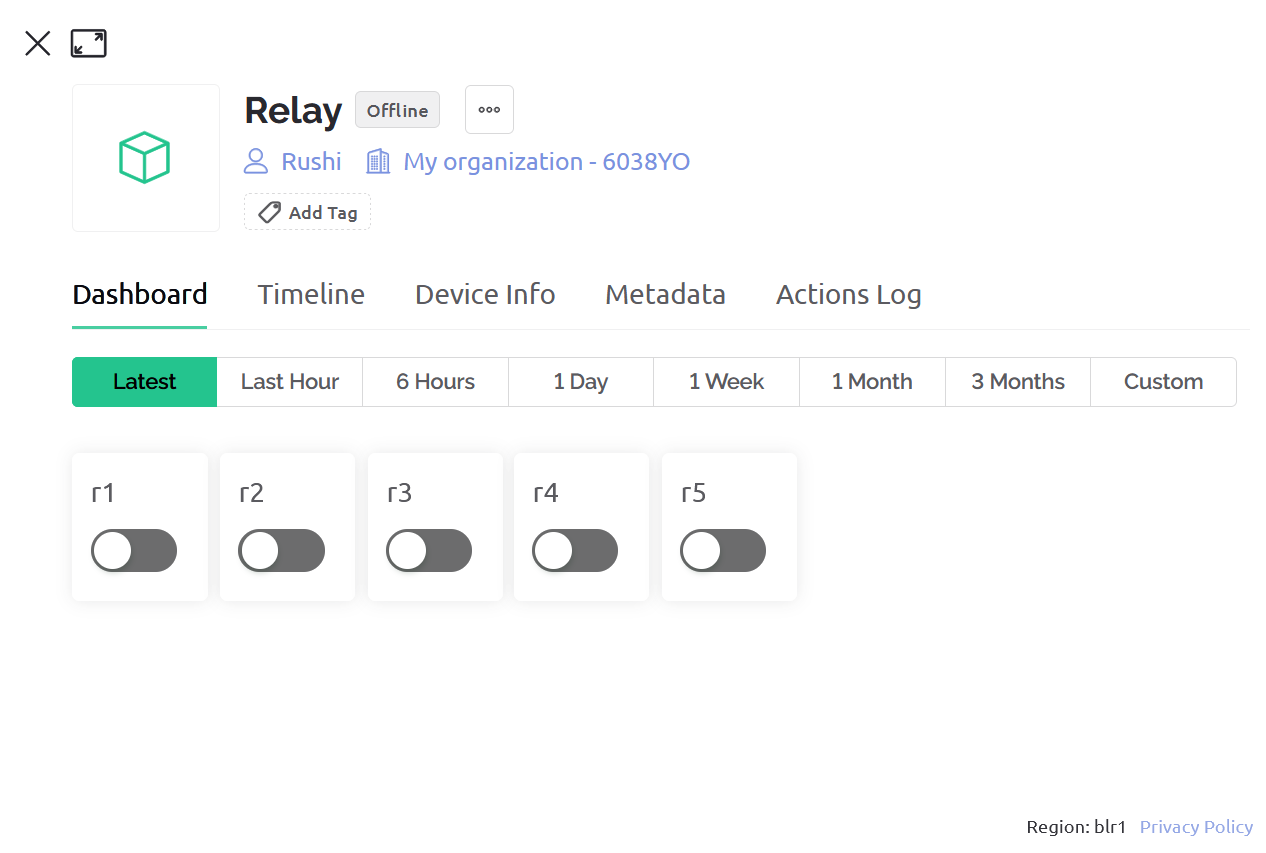 Relay Offline
Rushi My organization - 6038YO
Add Tag
Dashboard Timeline Device Info Metadata Actions Log
Latest Last Hour 6 Hours 1 Day 1 Week 1 Month 3 Months Custom
r1 r2 r3 r4 r5
Region: blr1 Privacy Policy